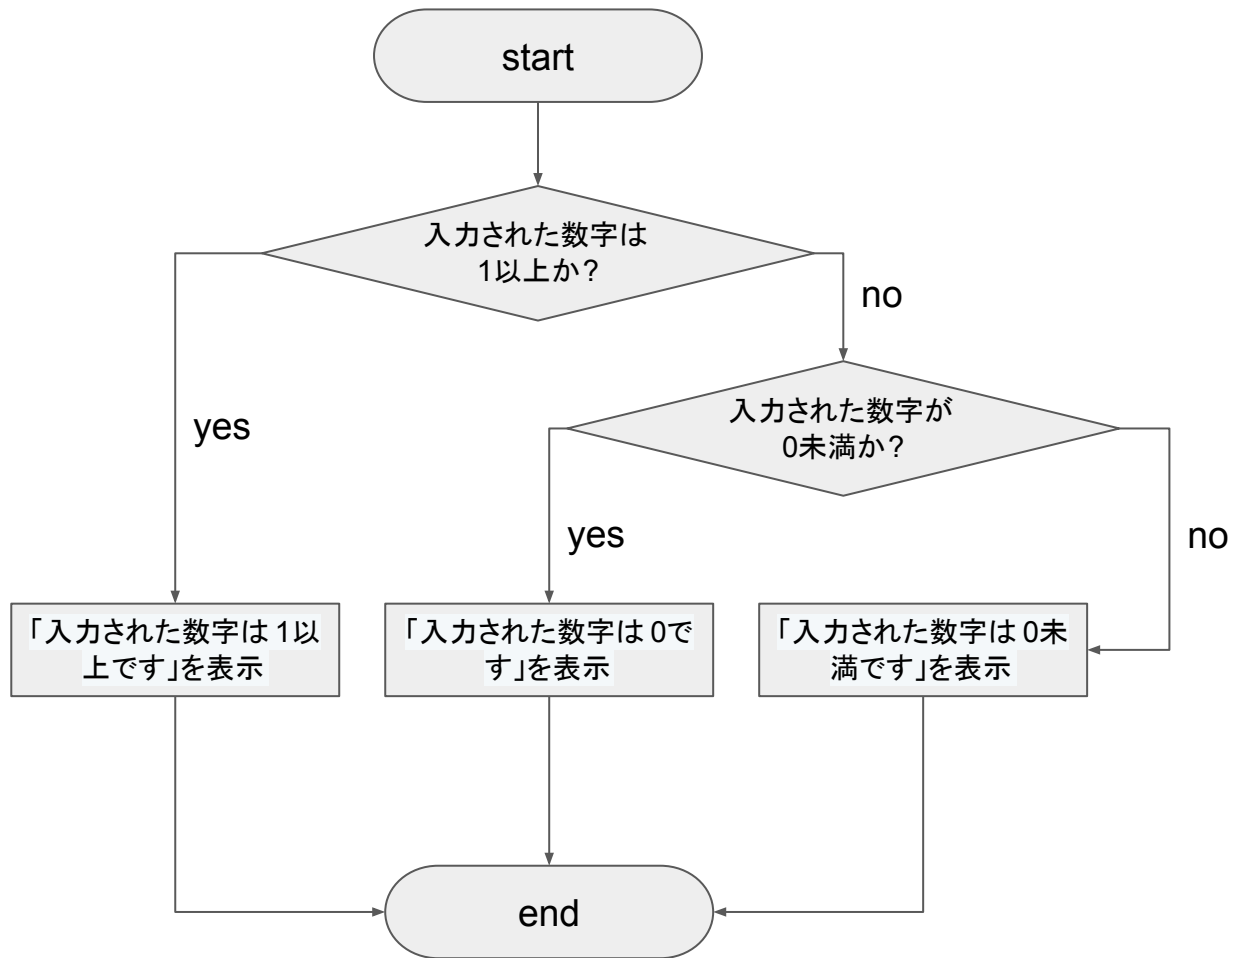 start
入力された数字は
1以上か?
no
入力された数字が
0未満か?
yes
yes
no
「入力された数字は 1以
上です」を表示
「入力された数字は 0で
す」を表示
「入力された数字は 0未
満です」を表示
end